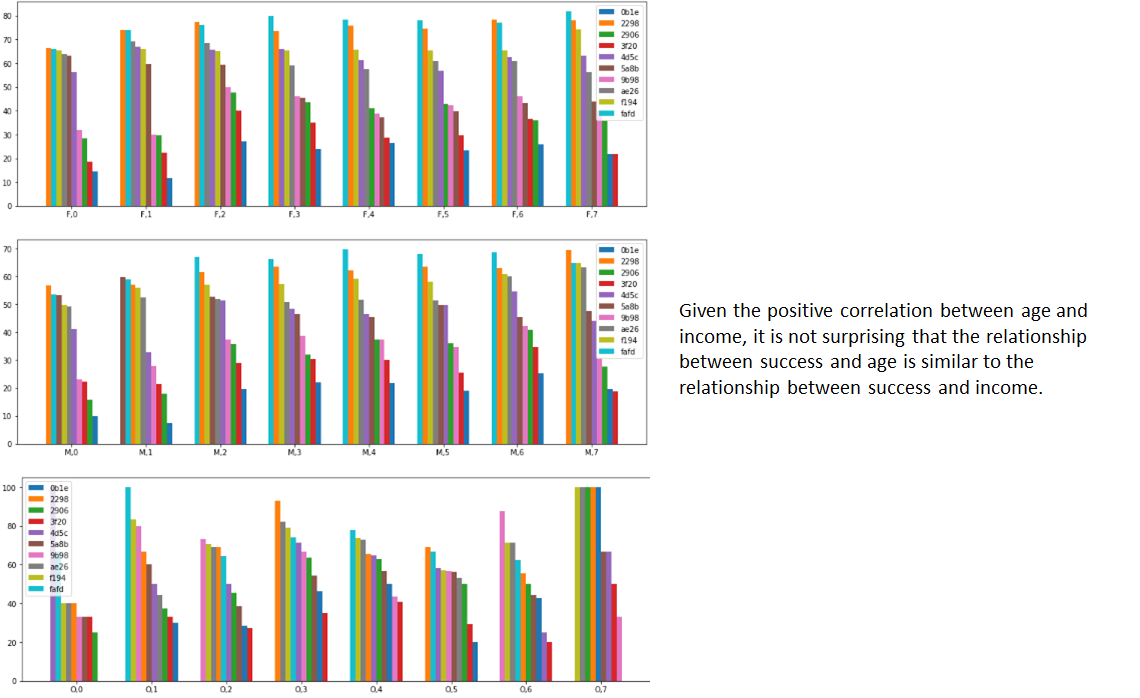 80
70
60
50
40
30
20
10
0
0b1e
2298
2906
3f20
4d5c
5a8b
9b98
ae26
f194
fafd
F,0 F,1 F,2 F,3 F,4 F,5 F,6 F,7
70
60
50
40
30
20
10
0
0b1e
2298
2906
3f20
4d5c
5a8b
9b98
ae26
f194
fafd
M,0 M,1 M,2 M,3 M,4 M,5 M,6 M,7
Given the positive correlation between age and
income, it is not surprising that the relationship
between success and age is similar to the
relationship between success and income.
100
80
60
40
20
0
0b1e
2298
2906
3f20
4d5c
5a8b
9b98
ae26
f194
fafd
O,0 O,1 O,2 O,3 O,4 O,5 O,6 O,7